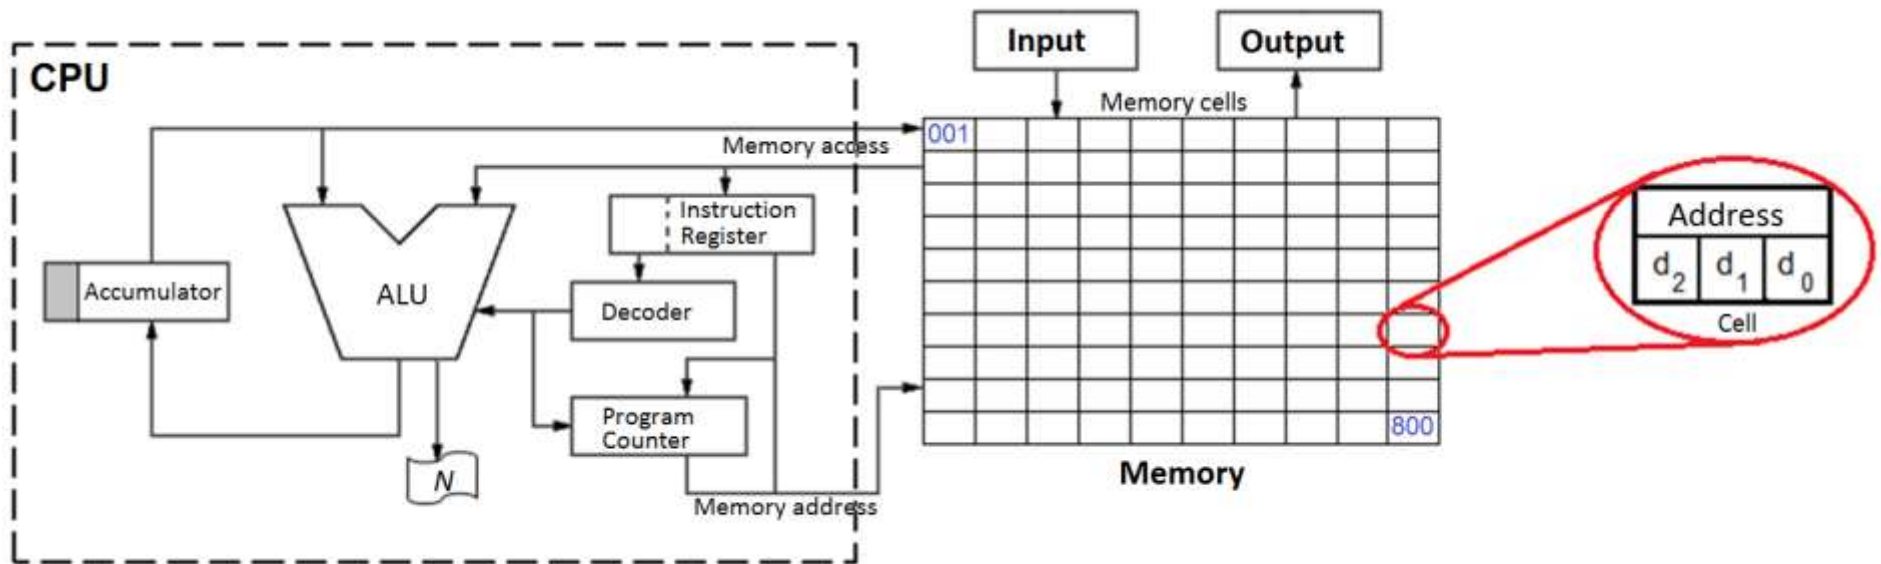 CPU
Input
Output
Memory cells
001
Memory access
Instruction
Register
Address
d2 d1 d0
Cell
Accumulator
ALU
Decoder
Program
Counter
800
N
Memory
Memory address